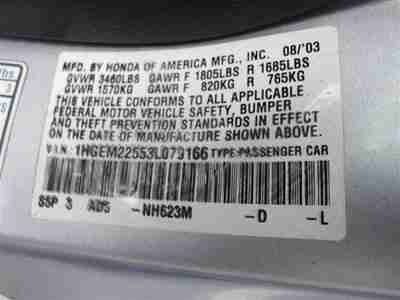 MFD. BY HONDA OF AMERICA MFG., INC. 08/'03
GVWR 3460LBS GAWR F 1805LBS R 1685LBS
GVWR 1570KG GAWR F 820KG R 765KG
THIS VEHICLE CONFORMS TO ALL APPLICABLE
FEDERAL MOTOR VEHICLE SAFETY, BUMPER
AND THEFT PREVENTION STANDARDS IN EFFECT
ON THE DATE OF MANUFACTURE SHOWN ABOVE.
V.I.N.: 1HGEM22553L079166 TYPE:PASSENGER CAR
SSP 3 ADS -NH623M -D -L